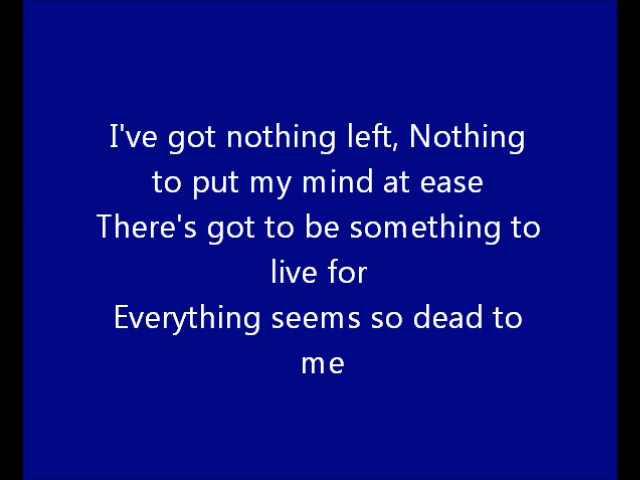 I've got nothing left, Nothing
to put my mind at ease
There's got to be something to
live for
Everything seems so dead to
me